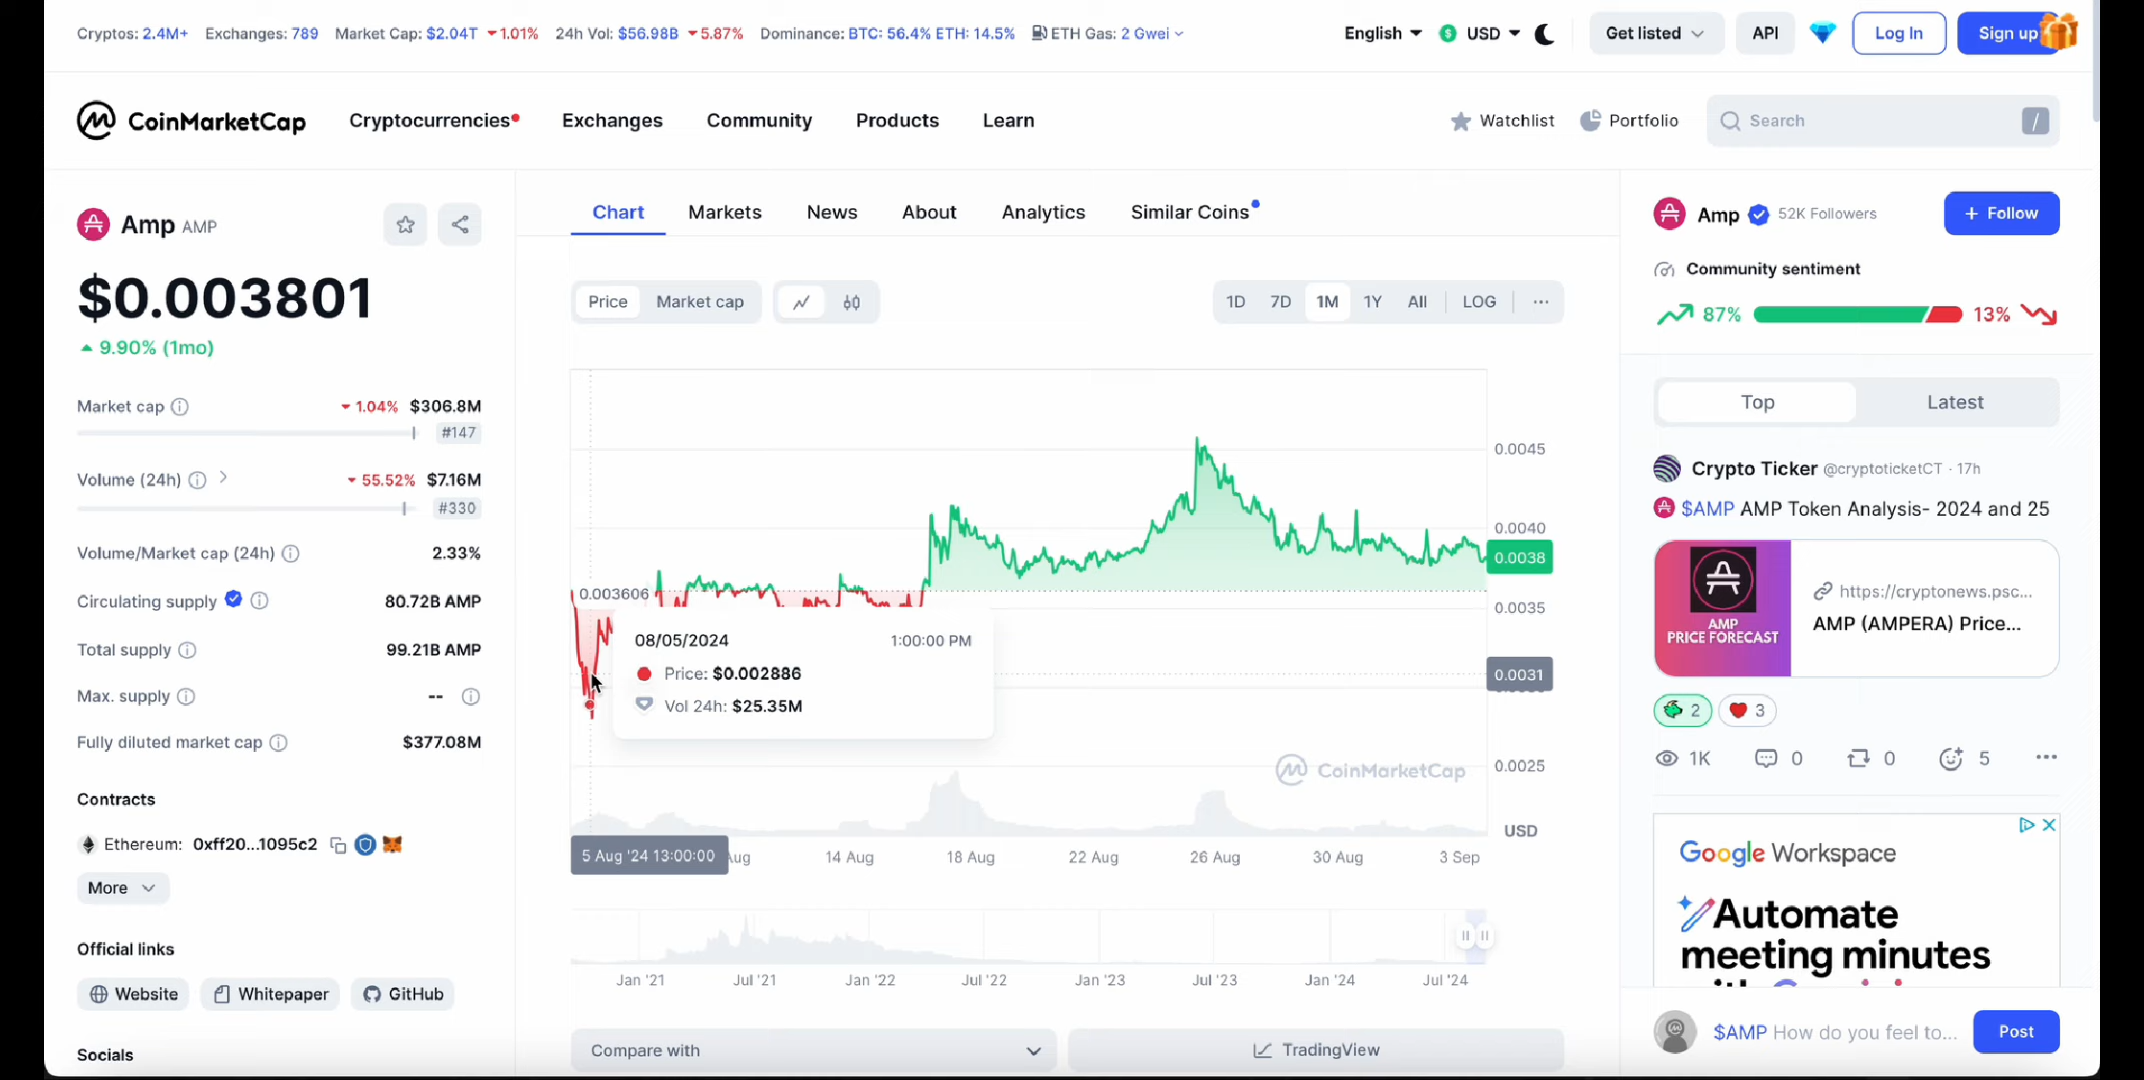 Cryptos: 2.4M+ Exchanges: 789 Market Cap: $2.04T 1.01% 24h Vol: $56.98B 5.87% Dominance: BTC: 56.4% ETH: 14.5% ETH Gas: 2 Gwei
English USD Get listed API Log In Sign up
CoinMarketCap Cryptocurrencies Exchanges Community Products Learn Watchlist Portfolio Search /
Amp AMP
$0.003801
9.90% (1mo)
Market cap 1.04% $306.8M
#147
Volume (24h) 55.52% $7.16M
#330
Volume/Market cap (24h) 2.33%
Circulating supply 80.72B AMP
Total supply 99.21B AMP
Max. supply --
Fully diluted market cap $377.08M
Contracts
Ethereum: 0xff20...1095c2
More
Official links
Website Whitepaper GitHub
Socials
Chart Markets News About Analytics Similar Coins
Price Market cap 1D 7D 1M 1Y All LOG ...
0.0045
0.0040
0.0038
0.003606
0.0035
08/05/2024 1:00:00 PM
Price: $0.002886
Vol 24h: $25.35M
0.0031
0.0025
CoinMarketCap
USD
5 Aug '24 13:00:00 Aug 14 Aug 18 Aug 22 Aug 26 Aug 30 Aug 3 Sep
Jan '21 Jul '21 Jan '22 Jul '22 Jan '23 Jul '23 Jan '24 Jul '24
Compare with TradingView
Amp 52K Followers + Follow
Community sentiment
87% 13%
Top Latest
Crypto Ticker @cryptoticketCT · 17h
$AMP AMP Token Analysis- 2024 and 25
AMP
PRICE FORECAST
https://cryptonews.psc...
AMP (AMPERA) Price...
2 3
1K 0 0 5 ...
Google Workspace
Automate
meeting minutes
$AMP How do you feel to... Post